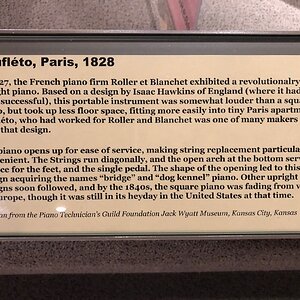 fléto, Paris, 1828
27, the French piano firm Roller et Blanchet exhibited a revolutionalry
ght piano. Based on a design by Isaac Hawkins of England (where it had
successful), this portable instrument was somewhat louder than a squa
o, but took up less floor space, fitting more easily into tiny Paris apartm
léto, who had worked for Roller and Blanchet was one of many makers
that design.
piano opens up for ease of service, making string replacement particula
enient. The Strings run diagonally, and the open arch at the bottom serv
ce for the feet, and the single pedal. The shape of the opening led to this
gn acquiring the names "bridge" and "dog kennel" piano. Other upright
gns soon followed, and by the 1840s, the square piano was fading from v
urope, though it was still in its heyday in the United States at that time.
on from the Piano Technician's Guild Foundation Jack Wyatt Museum, Kansas City, Kansas